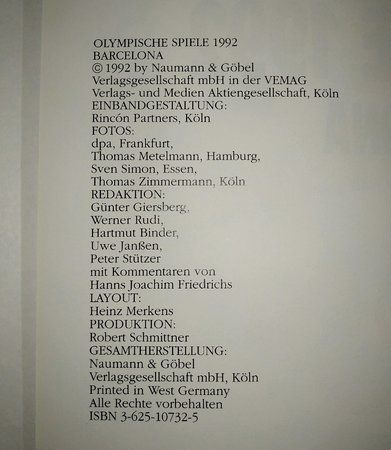 OLYMPISCHE SPIELE 1992
BARCELONA
© 1992 by Naumann & Göbel
Verlagsgesellschaft mbH in der VEMAG
Verlags- und Medien Aktiengesellschaft, Köln
EINBANDGESTALTUNG:
Rincón Partners, Köln
FOTOS:
dpa, Frankfurt,
Thomas Metelmann, Hamburg,
Sven Simon, Essen,
Thomas Zimmermann, Köln
REDAKTION:
Günter Giersberg,
Werner Rudi,
Hartmut Binder,
Uwe Janßen,
Peter Stützer
mit Kommentaren von
Hanns Joachim Friedrichs
LAYOUT:
Heinz Merkens
PRODUKTION:
Robert Schmittner
GESAMTHERSTELLUNG:
Naumann & Göbel
Verlagsgesellschaft mbH, Köln
Printed in West Germany
Alle Rechte vorbehalten
ISBN 3-625-10732-5